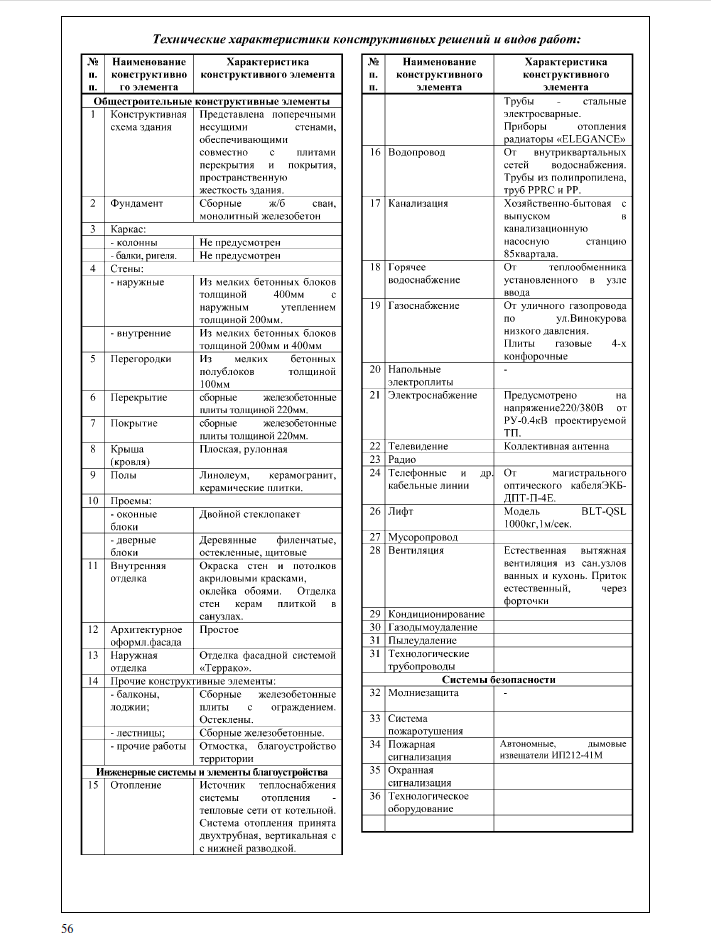 Технические характеристики конструктивных решений и видов работ:
№ п. п.
Наименование конструктивно го элемента
Характеристика конструктивного элемента
Общестроительные конструктивные элементы
1 Конструктивная Представлена поперечными
схема здания несущими стенами,
обеспечивающими
совместно с плитами
перекрытия и покрытия,
пространственную
жесткость здания.
2 Фундамент Сборные ж/б сваи,
монолитный железобетон
3 Каркас:
- колонны Не предусмотрен
- балки, ригеля. Не предусмотрен
4 Стены:
- наружные Из мелких бетонных блоков
толщиной 400мм с
наружным утеплением
толщиной 200мм.
- внутренние Из мелких бетонных блоков
толщиной 200мм и 400мм
5 Перегородки Из мелких бетонных
полублоков толщиной
100мм
6 Перекрытие сборные железобетонные
плиты толщиной 220мм.
7 Покрытие сборные железобетонные
плиты толщиной 220мм.
8 Крыша Плоская, рулонная
(кровля)
9 Полы Линолеум, керамогранит,
керамические плитки.
10 Проемы:
- оконные Двойной стеклопакет
блоки
- дверные Деревянные филенчатые,
блоки остекленные, щитовые
11 Внутренняя Окраска стен и потолков
отделка акриловыми красками,
оклейка обоями. Отделка
стен керам плиткой в
санузлах.
12 Архитектурное Простое
оформл.фасада
13 Наружная Отделка фасадной системой
отделка «Террако».
14 Прочие конструктивные элементы:
- балконы, Сборные железобетонные
лоджии; плиты с ограждением.
Остеклены.
- лестницы; Сборные железобетонные.
- прочие работы Отмостка, благоустройство
территории
Инженерные системы и элементы благоустройства
15 Отопление Источник теплоснабжения
системы отопления -
тепловые сети от котельной.
Система отопления принята
двухтрубная, вертикальная с
с нижней разводкой.
№ п. п.
Наименование конструктивного элемента
Характеристика конструктивного элемента
Трубы - стальные
электросварные.
Приборы отопления
радиаторы «ELEGANCE»
16 Водопровод От внутриквартальных
сетей водоснабжения.
Трубы из полипропилена,
труб PPRC и PP.
17 Канализация Хозяйственно-бытовая с
выпуском в
канализационную
насосную станцию
85квартала.
18 Горячее От теплообменника
водоснабжение установленного в узле
ввода
19 Газоснабжение От уличного газопровода
по ул.Винокурова
низкого давления.
Плиты газовые 4-х
конфорочные
20 Напольные -
электроплиты
21 Электроснабжение Предусмотрено на
напряжение220/380В от
РУ-0.4кВ проектируемой
ТП.
22 Телевидение Коллективная антенна
23 Радио
24 Телефонные и др. От магистрального
кабельные линии оптического кабеляЭКБ-
ДПТ-П-4Е.
26 Лифт Модель BLT-QSL
1000кг,1м/сек.
27 Мусоропровод
28 Вентиляция Естественная вытяжная
вентиляция из сан.узлов
ванных и кухонь. Приток
естественный, через
форточки
29 Кондиционирование
30 Газодымоудаление
31 Пылеудаление
31 Технологические
трубопроводы
Системы безопасности
32 Молниезащита -
33 Система
пожаротушения
34 Пожарная Автономные, дымовые
сигнализация извещатели ИП212-41М
35 Охранная
сигнализация
36 Технологическое
оборудование
56